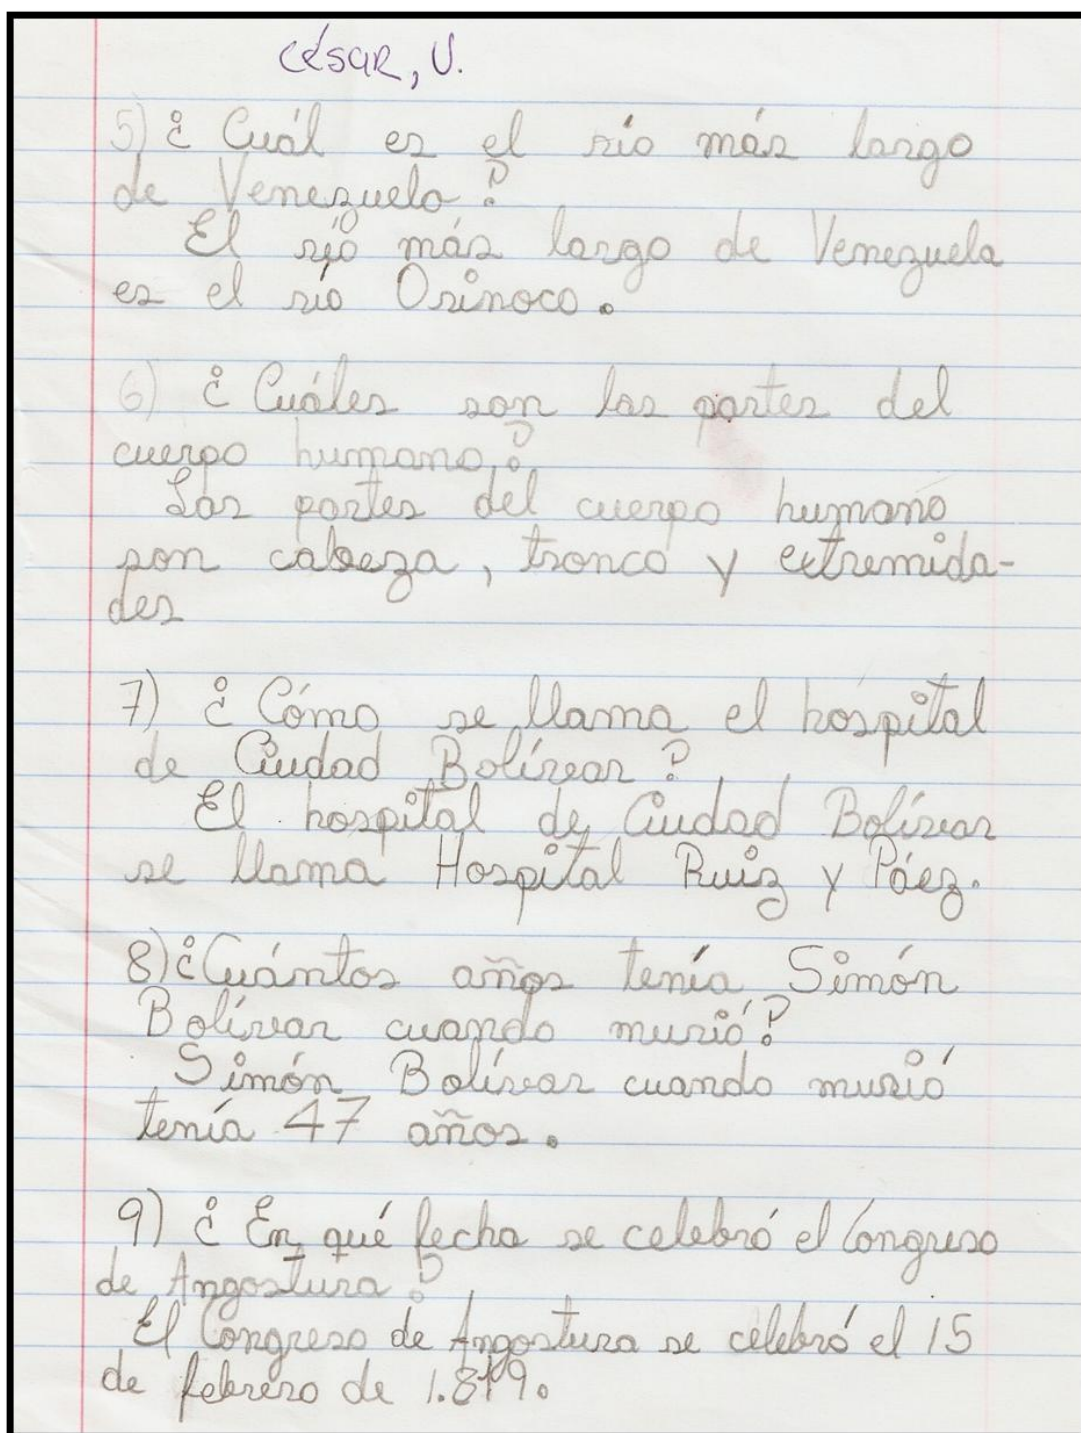 César, U.
5) ¿Cuál es el río más largo
de Venezuela?
El río más largo de Venezuela
es el río Orinoco.
6) ¿Cuáles son las partes del
cuerpo humano?
Las partes del cuerpo humano
son cabeza, tronco y extremida-
des
7) ¿Cómo se llama el hospital
de Ciudad Bolívar?
El hospital de Ciudad Bolívar
se llama Hospital Ruiz y Páez.
8) ¿Cuántos años tenía Simón
Bolívar cuando murió?
Simón Bolívar cuando murió
tenía 47 años.
9) ¿En qué fecha se celebró el Congreso
de Angostura?
El Congreso de Angostura se celebró el 15
de febrero de 1.819.